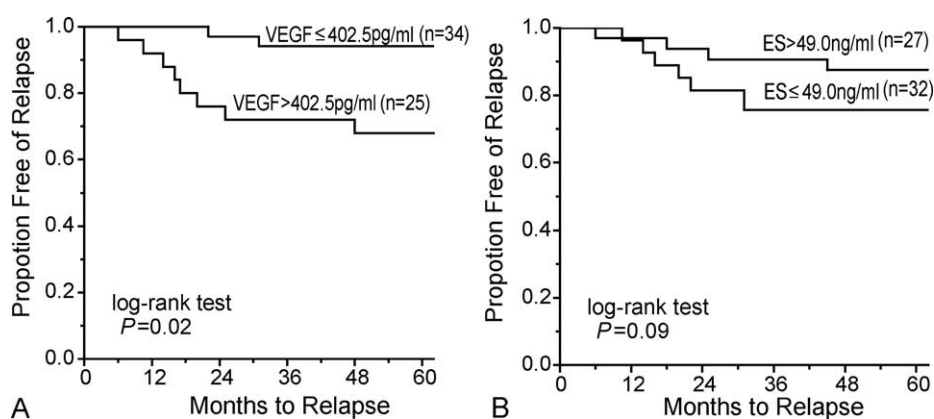 1.0
0.8
0.6
0.4
0.2
0.0
Propotion Free of Relapse
VEGF≤402.5pg/ml (n=34)
VEGF>402.5pg/ml (n=25)
log-rank test
P=0.02
0 12 24 36 48 60
Months to Relapse
A
1.0
0.8
0.6
0.4
0.2
0.0
Propotion Free of Relapse
ES>49.0ng/ml (n=27)
ES≤49.0ng/ml (n=32)
log-rank test
P=0.09
0 12 24 36 48 60
Months to Relapse
B